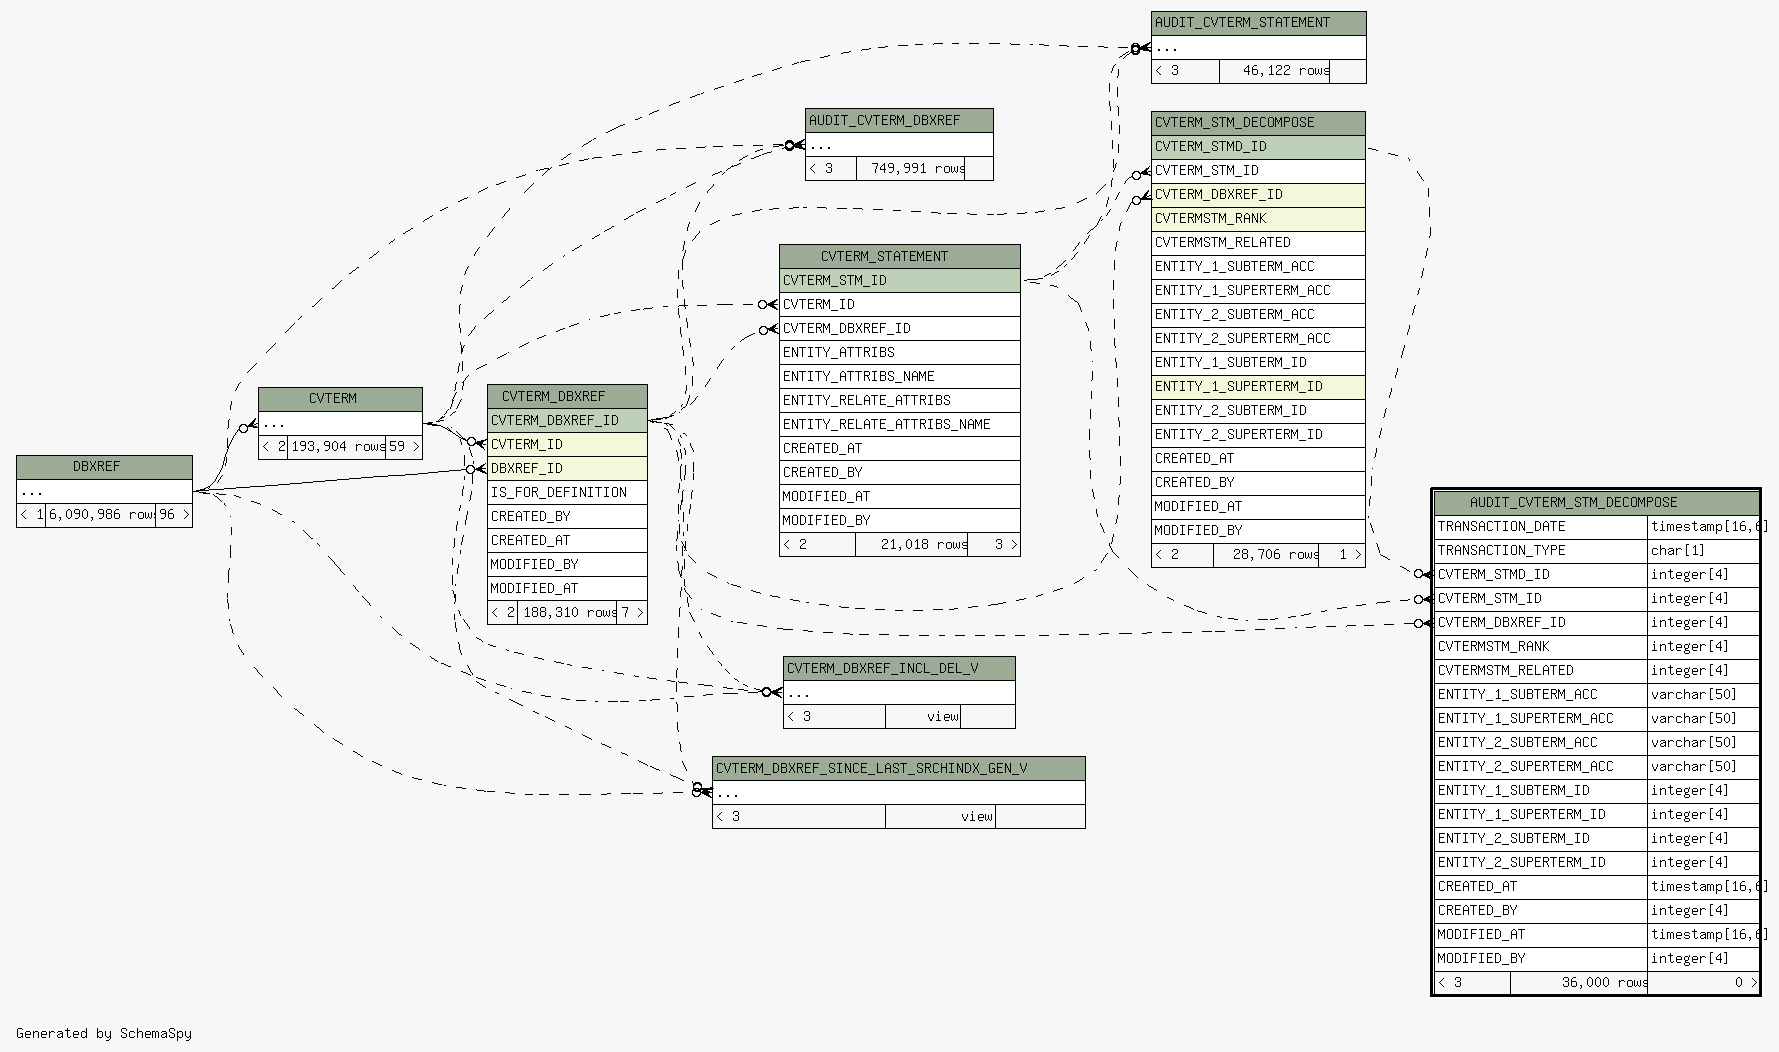 AUDIT_CVTERM_STATEMENT
...
< 3 46,122 rows
AUDIT_CVTERM_DBXREF
...
< 3 749,991 rows
CVTERM_STM_DECOMPOSE
CVTERM_STMD_ID
CVTERM_STM_ID
CVTERM_DBXREF_ID
CVTERMSTM_RANK
CVTERMSTM_RELATED
ENTITY_1_SUBTERM_ACC
ENTITY_1_SUPERTERM_ACC
ENTITY_2_SUBTERM_ACC
ENTITY_2_SUPERTERM_ACC
ENTITY_1_SUBTERM_ID
ENTITY_1_SUPERTERM_ID
ENTITY_2_SUBTERM_ID
ENTITY_2_SUPERTERM_ID
CREATED_AT
CREATED_BY
MODIFIED_AT
MODIFIED_BY
< 2 28,706 rows 1 >
CVTERM_STATEMENT
CVTERM_STM_ID
CVTERM_ID
CVTERM_DBXREF_ID
ENTITY_ATTRIBS
ENTITY_ATTRIBS_NAME
ENTITY_RELATE_ATTRIBS
ENTITY_RELATE_ATTRIBS_NAME
CREATED_AT
CREATED_BY
MODIFIED_AT
MODIFIED_BY
< 2 21,018 rows 3 >
CVTERM
...
< 2 193,904 rows 59 >
CVTERM_DBXREF
CVTERM_DBXREF_ID
CVTERM_ID
DBXREF_ID
IS_FOR_DEFINITION
CREATED_BY
CREATED_AT
MODIFIED_BY
MODIFIED_AT
< 2 188,310 rows 7 >
DBXREF
...
< 1 6,090,986 rows 96 >
AUDIT_CVTERM_STM_DECOMPOSE
TRANSACTION_DATE timestamp[16,6]
TRANSACTION_TYPE char[1]
CVTERM_STMD_ID integer[4]
CVTERM_STM_ID integer[4]
CVTERM_DBXREF_ID integer[4]
CVTERMSTM_RANK integer[4]
CVTERMSTM_RELATED integer[4]
ENTITY_1_SUBTERM_ACC varchar[50]
ENTITY_1_SUPERTERM_ACC varchar[50]
ENTITY_2_SUBTERM_ACC varchar[50]
ENTITY_2_SUPERTERM_ACC varchar[50]
ENTITY_1_SUBTERM_ID integer[4]
ENTITY_1_SUPERTERM_ID integer[4]
ENTITY_2_SUBTERM_ID integer[4]
ENTITY_2_SUPERTERM_ID integer[4]
CREATED_AT timestamp[16,6]
CREATED_BY integer[4]
MODIFIED_AT timestamp[16,6]
MODIFIED_BY integer[4]
< 3 36,000 rows 0 >
CVTERM_DBXREF_INCL_DEL_V
...
< 3 view
CVTERM_DBXREF_SINCE_LAST_SRCHINDX_GEN_V
...
< 3 view
Generated by SchemaSpy